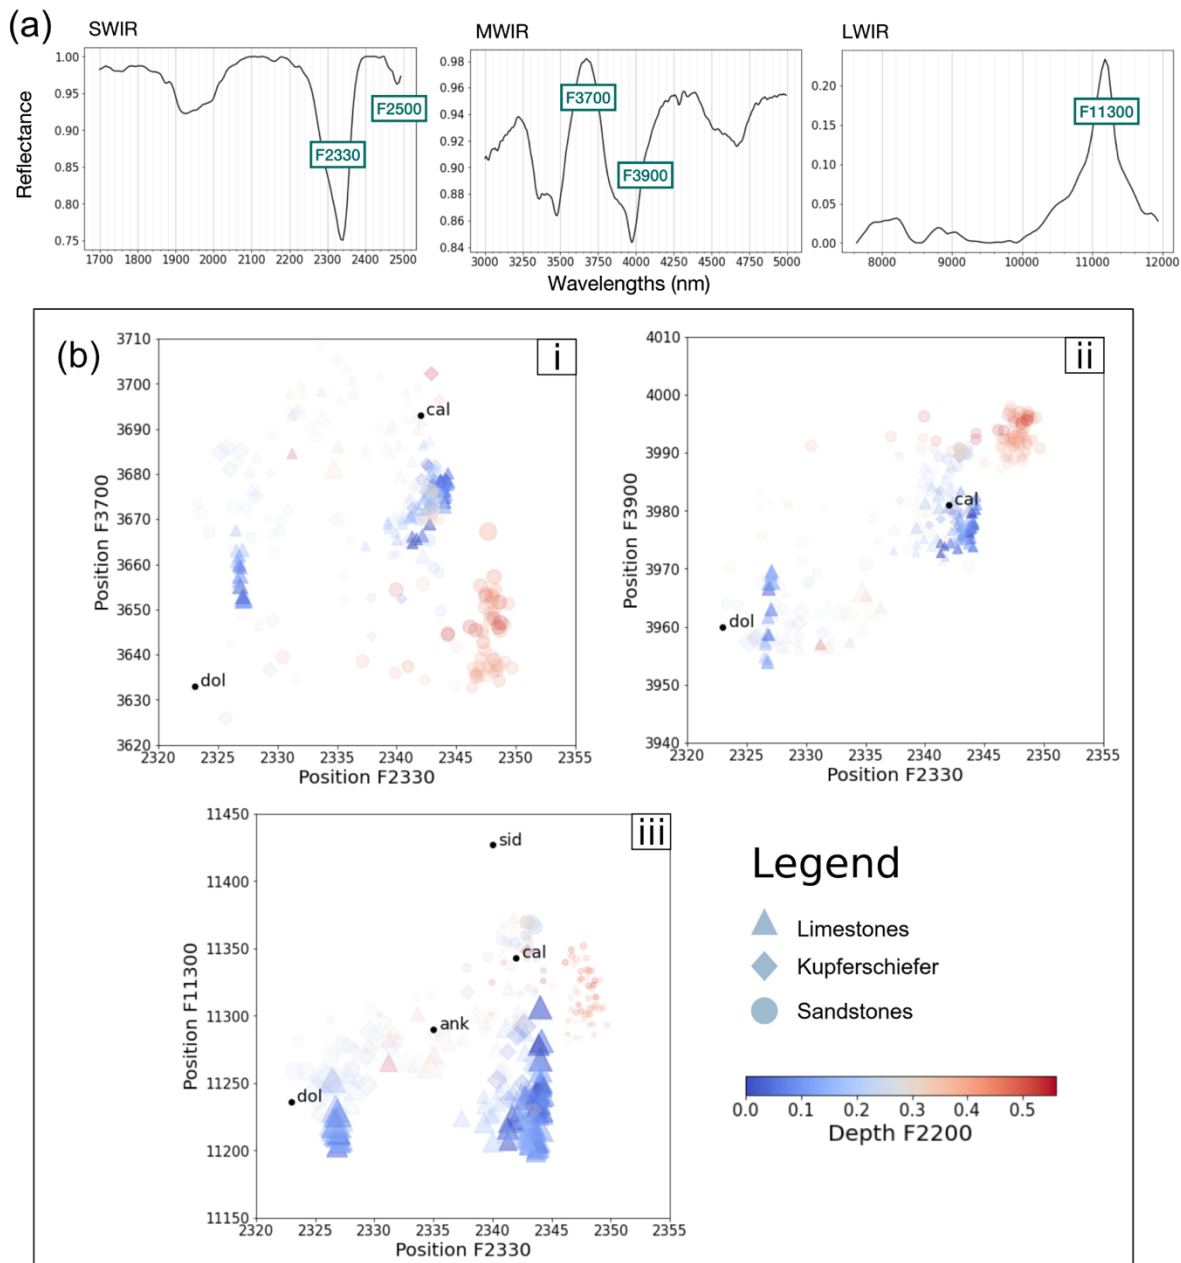 (a)
SWIR
MWIR
LWIR
Reflectance
1.00
0.95
0.90
0.85
0.80
0.75
F2500
F2330
1700 1800 1900 2000 2100 2200 2300 2400 2500
0.98
0.96
0.94
0.92
0.90
0.88
0.86
0.84
F3700
F3900
3000 3250 3500 3750 4000 4250 4500 4750 5000
0.20
0.15
0.10
0.05
0.00
F11300
8000 9000 10000 11000 12000
Wavelengths (nm)
(b)
i
3710
3700
3690
3680
3670
3660
3650
3640
3630
3620
Position F3700
cal
dol
2320 2325 2330 2335 2340 2345 2350 2355
Position F2330
ii
4010
4000
3990
3980
3970
3960
3950
3940
Position F3900
cal
dol
2320 2325 2330 2335 2340 2345 2350 2355
Position F2330
iii
11450
11400
11350
11300
11250
11200
11150
Position F11300
sid
cal
ank
dol
2320 2325 2330 2335 2340 2345 2350 2355
Position F2330
Legend
Limestones
Kupferschiefer
Sandstones
0.0 0.1 0.2 0.3 0.4 0.5
Depth F2200